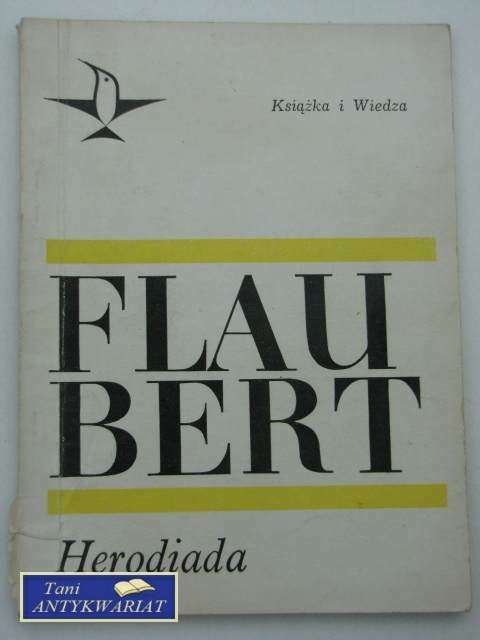 Książka i Wiedza
FLAU
BERT
Herodiada
Tani
ANTYKWARIAT